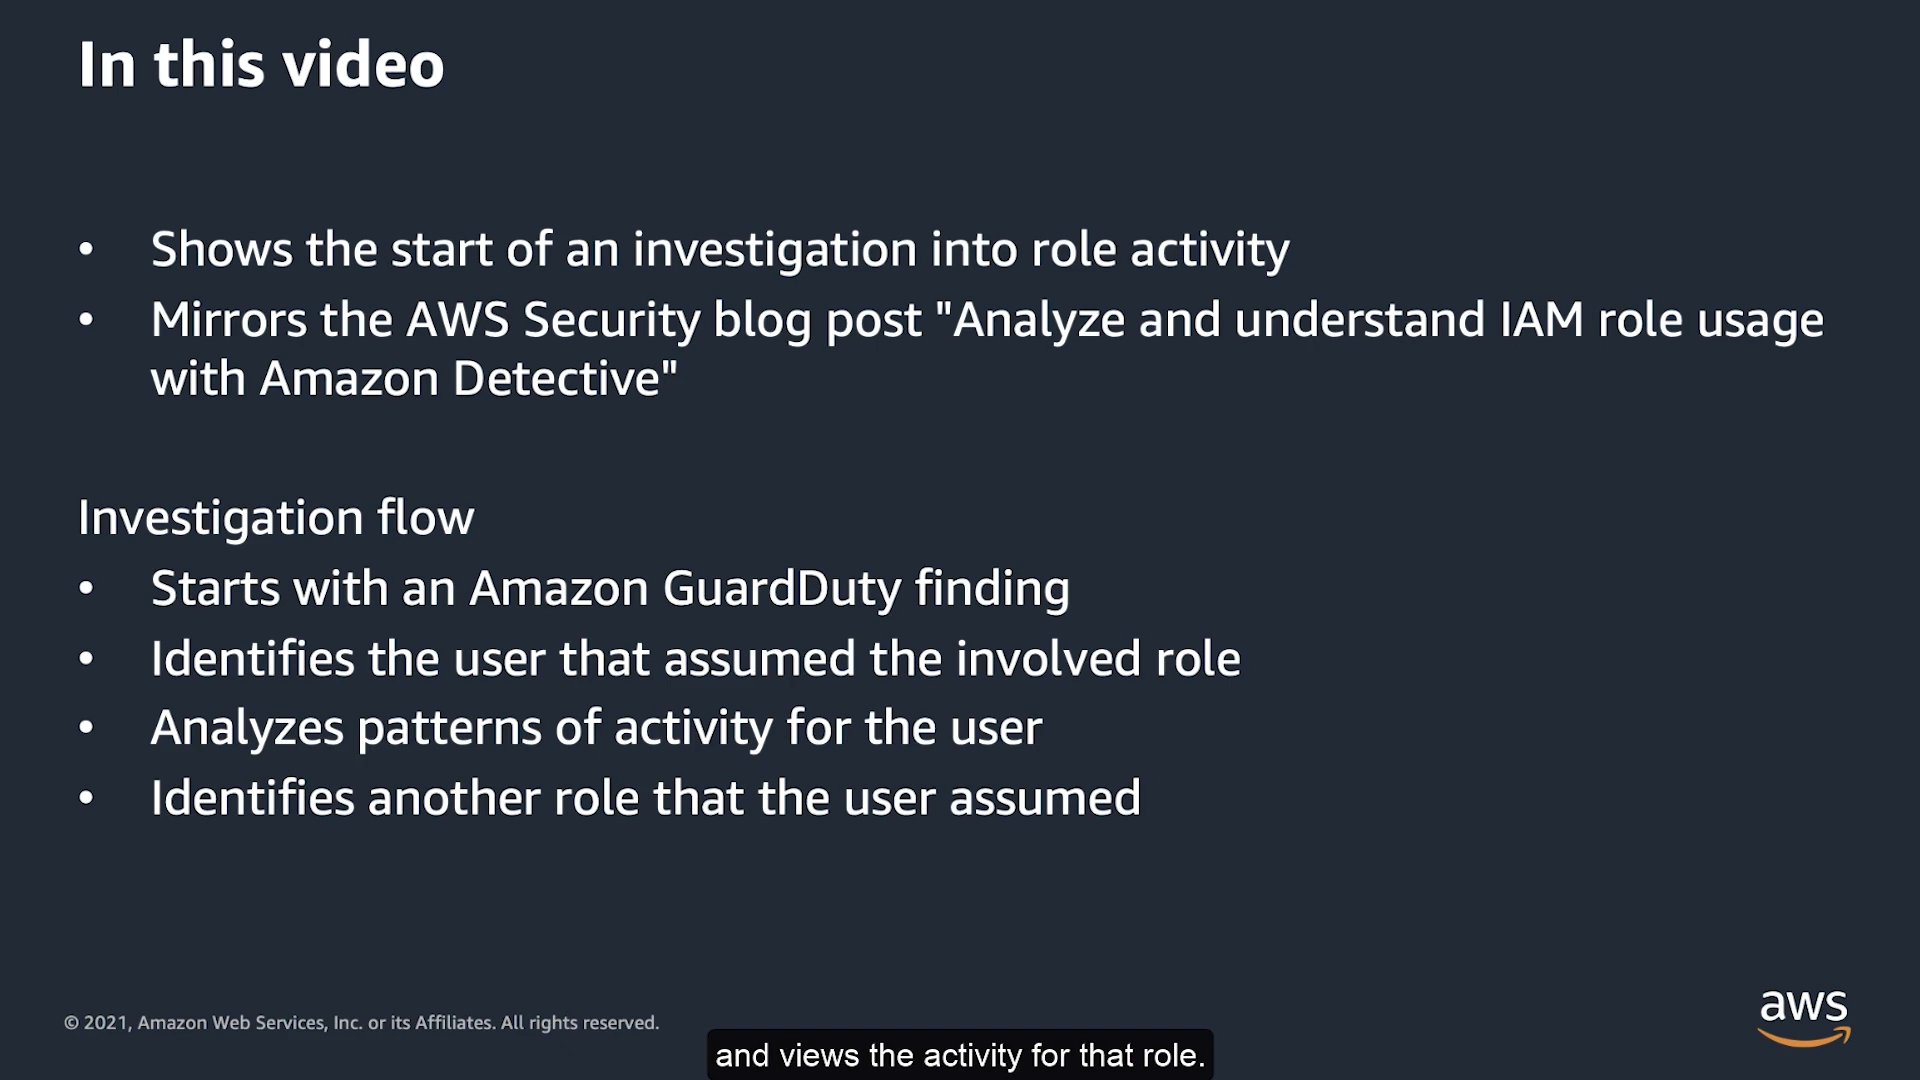 In this video
• Shows the start of an investigation into role activity
• Mirrors the AWS Security blog post "Analyze and understand IAM role usage
with Amazon Detective"
Investigation flow
• Starts with an Amazon GuardDuty finding
• Identifies the user that assumed the involved role
• Analyzes patterns of activity for the user
• Identifies another role that the user assumed
© 2021, Amazon Web Services, Inc. or its Affiliates. All rights reserved.
aws
and views the activity for that role.